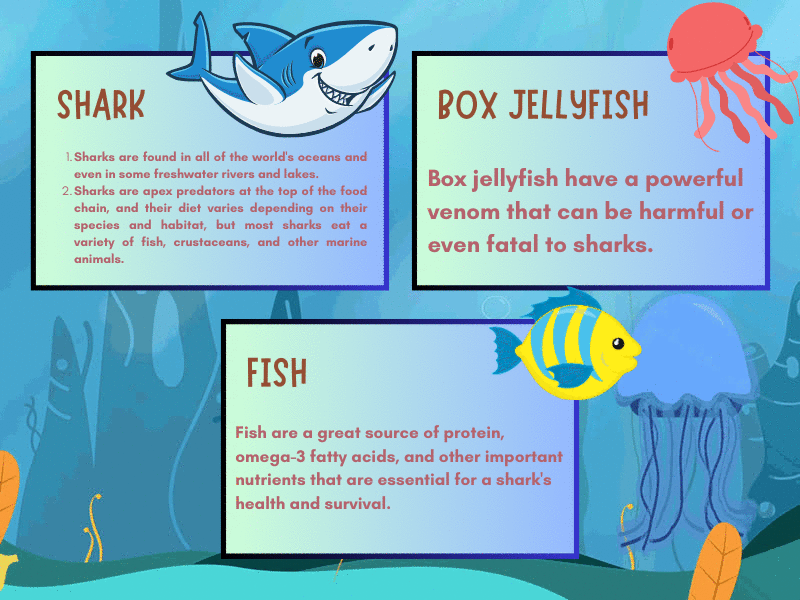 SHARK
1. Sharks are found in all of the world's oceans and
even in some freshwater rivers and lakes.
2. Sharks are apex predators at the top of the food
chain, and their diet varies depending on their
species and habitat, but most sharks eat a
variety of fish, crustaceans, and other marine
animals.
BOX JELLYFISH
Box jellyfish have a powerful
venom that can be harmful or
even fatal to sharks.
FISH
Fish are a great source of protein,
omega-3 fatty acids, and other important
nutrients that are essential for a shark's
health and survival.